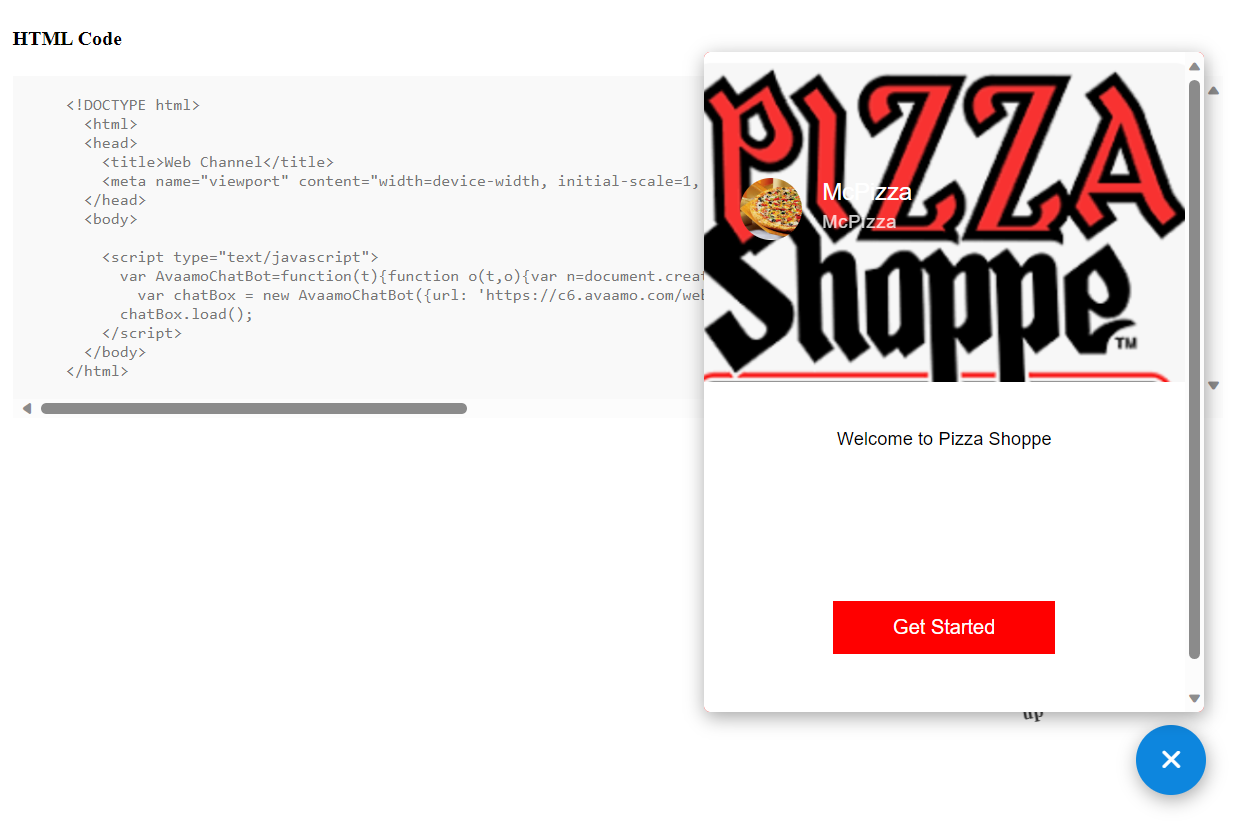 HTML Code
<!DOCTYPE html>
<html>
<head>
<title>Web Channel</title>
<meta name="viewport" content="width=device-width, initial-scale=1,
</head>
<body>
<script type="text/javascript">
var AvaamoChatBot=function(t){function o(t,o){var n=document.creat
var chatBox = new AvaamoChatBot({url: 'https://c6.avaamo.com/web
chatBox.load();
</script>
</body>
</html>
PIZZA
Shoppe™
McPizza
McPizza
Welcome to Pizza Shoppe
Get Started
up